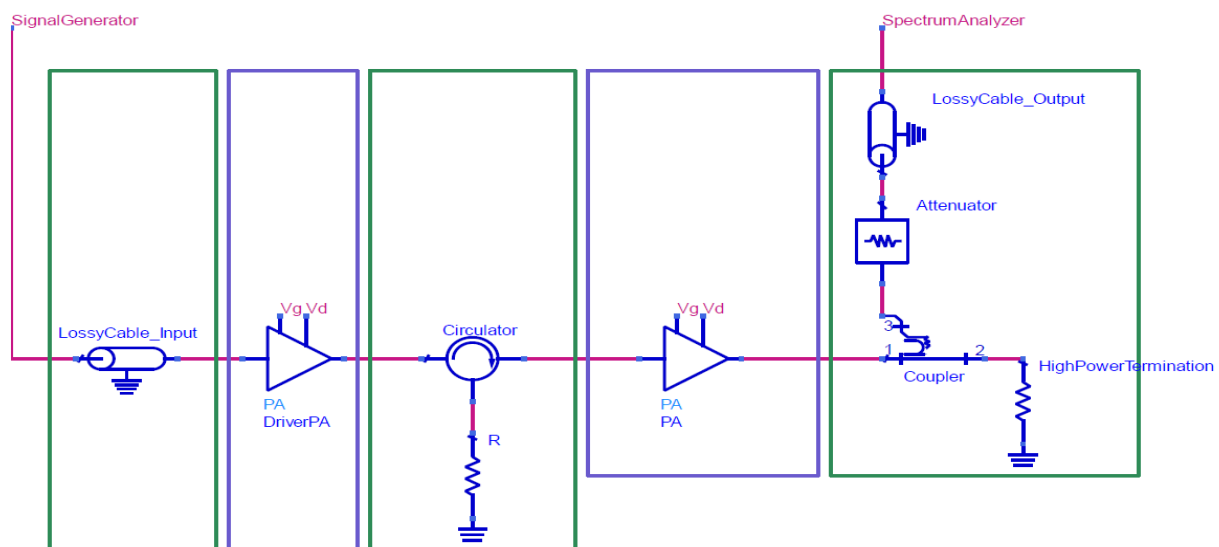 SignalGenerator
SpectrumAnalyzer
LossyCable_Output
Attenuator
Vg Vd
Vg Vd
LossyCable_Input
Circulator
3
1
2
HighPowerTermination
Coupler
PA
DriverPA
PA
PA
R